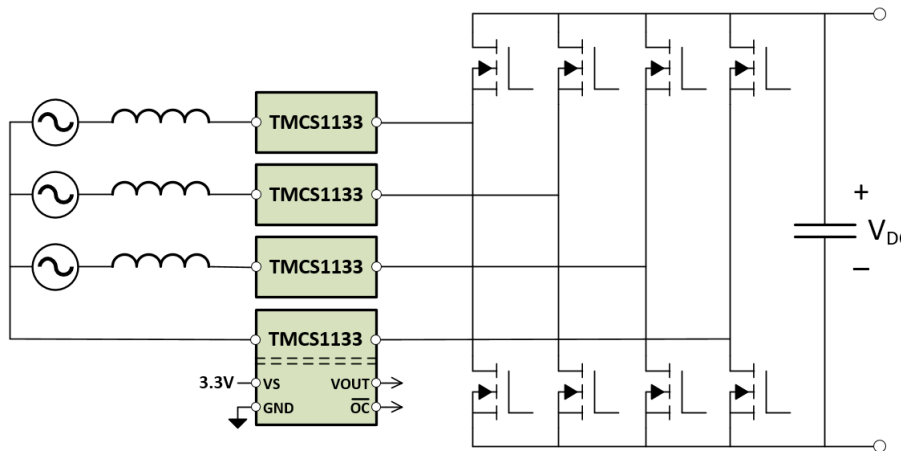 TMCS1133
TMCS1133
TMCS1133
TMCS1133
3.3V VS VOUT
GND OC
+
V
−